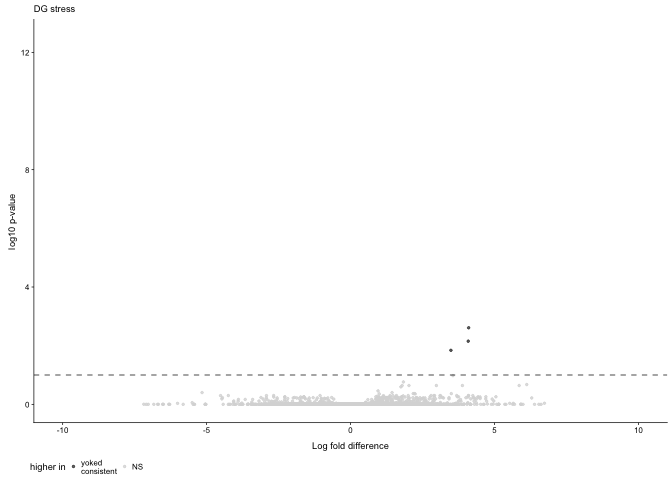 DG stress
12
8
4
0
log10 p-value
-10
-5
0
5
10
Log fold difference
higher in
yoked
consistent
NS